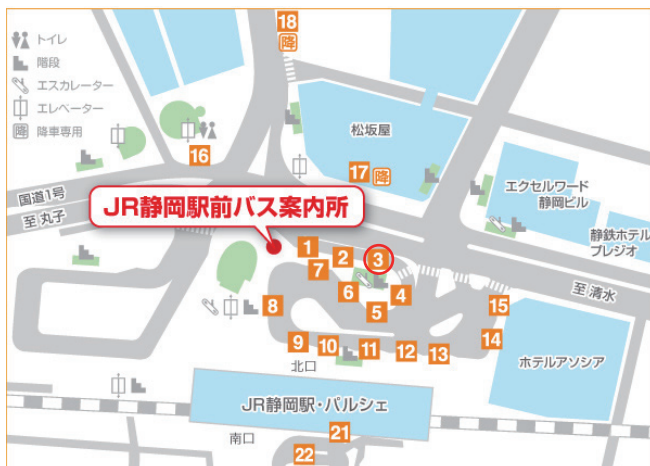 18
降
トイレ
階段
エスカレーター
エレベーター
降 降車専用
松坂屋
16
17 降
エクセルワード
静岡ビル
国道1号
至 丸子
JR静岡駅前バス案内所
静鉄ホテル
プレジオ
1
2
3
7
至 清水
6
4
15
8
5
9
10
11
12
13
14
北口
ホテルアソシア
JR静岡駅・パルシェ
南口
21
22